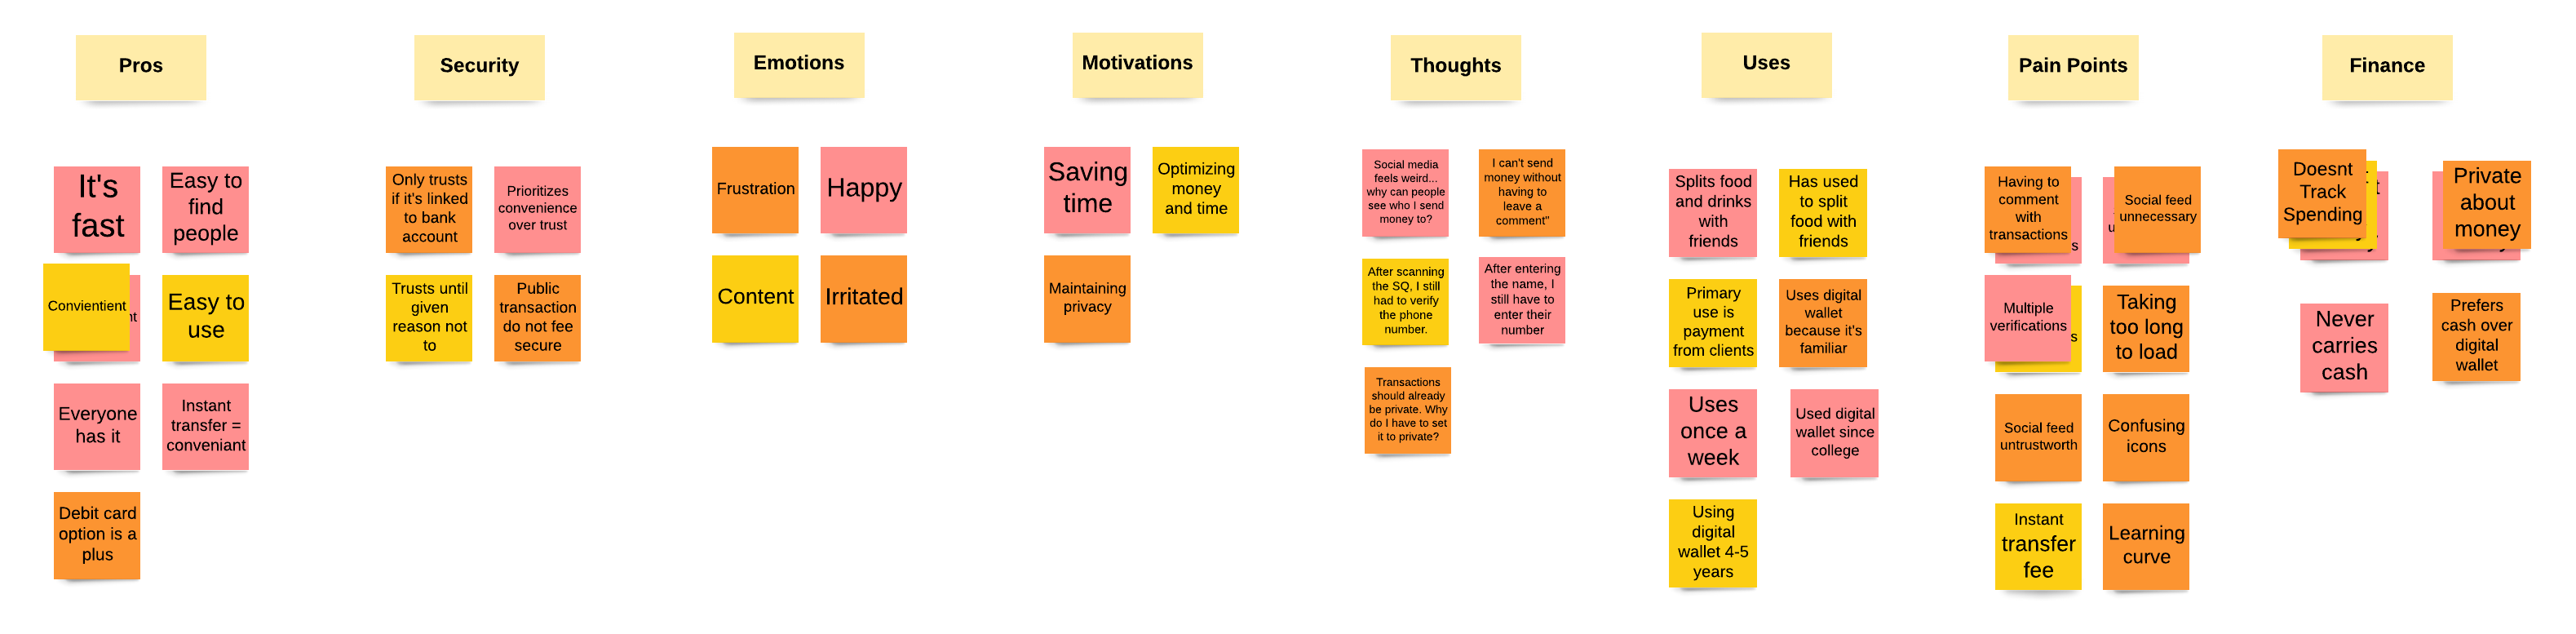 Pros
It's
fast
Easy to
find
people
Convientient
nt
Easy to
use
Everyone
has it
Instant
transfer =
conveniant
Debit card
option is a
plus
Security
Only trusts
if it's linked
to bank
account
Prioritizes
convenience
over trust
Trusts until
given
reason not
to
Public
transaction
do not fee
secure
Emotions
Frustration
Happy
Content
Irritated
Motivations
Saving
time
Optimizing
money
and time
Maintaining
privacy
Thoughts
Social media
feels weird...
why can people
see who I send
money to?
I can't send
money without
having to
leave a
comment"
After scanning
the SQ, I still
had to verify
the phone
number.
After entering
the name, I
still have to
enter their
number
Transactions
should already
be private. Why
do I have to set
it to private?
Uses
Splits food
and drinks
with
friends
Has used
to split
food with
friends
Primary
use is
payment
from clients
Uses digital
wallet
because it's
familiar
Uses
once a
week
Used digital
wallet since
college
Using
digital
wallet 4-5
years
Pain Points
Having to
comment
with
transactions
s
Social feed
unnecessary
u
Multiple
verifications
s
Taking
too long
to load
Social feed
untrustworth
Confusing
icons
Instant
transfer
fee
Learning
curve
Finance
Doesnt
Track
Spending
Private
about
money
Never
carries
cash
Prefers
cash over
digital
wallet